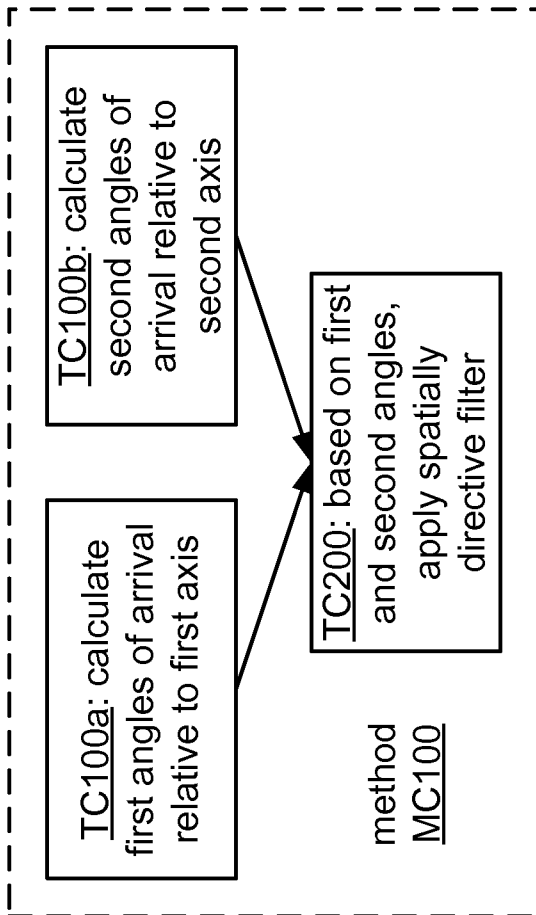 TC100a: calculate
first angles of arrival
relative to first axis
TC100b: calculate
second angles of
arrival relative to
second axis
TC200: based on first
and second angles,
apply spatially
directive filter
method
MC100